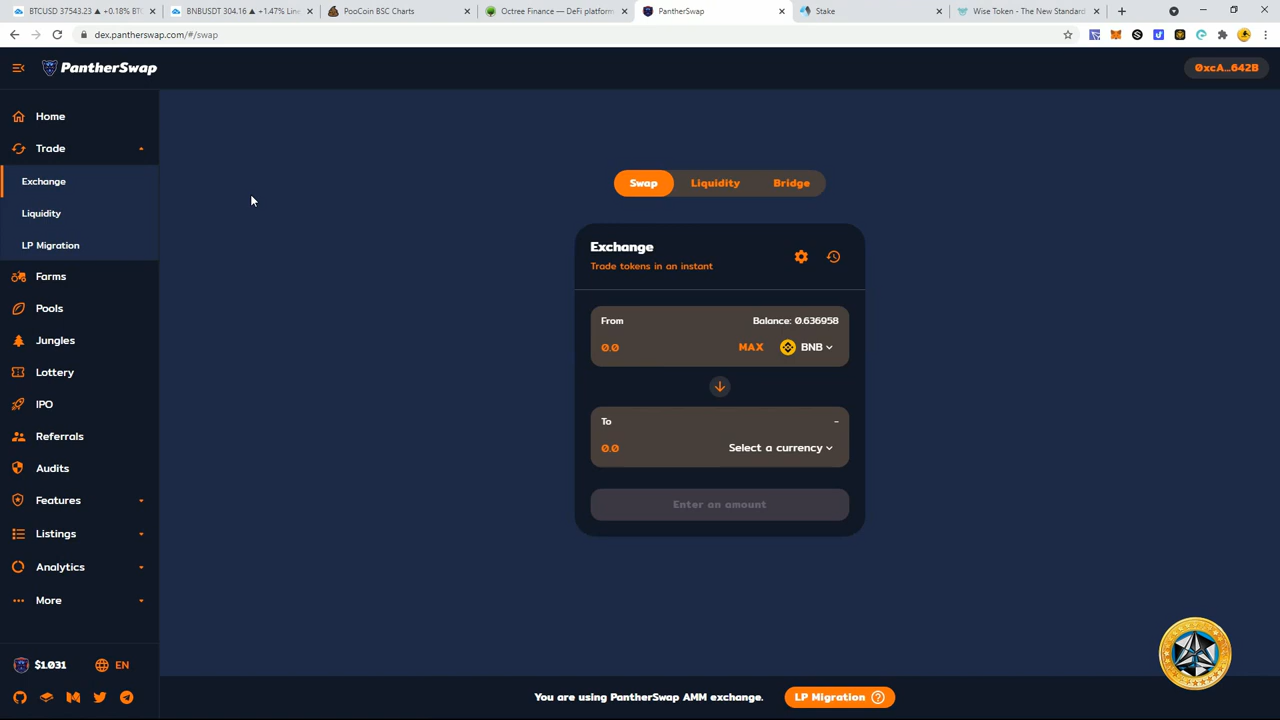 BTCUSD 37543.23 ▲ +0.18% BTC
BNBUSDT 304.16 ▲ +1.47% Line
PooCoin BSC Charts
Octree Finance — DeFi platform
PantherSwap
Stake
Wise Token - The New Standard
dex.pantherswap.com/#/swap
PantherSwap
0xcA...642B
Home
Trade
Exchange
Liquidity
LP Migration
Farms
Pools
Jungles
Lottery
IPO
Referrals
Audits
Features
Listings
Analytics
More
$1.031
EN
Swap
Liquidity
Bridge
Exchange
Trade tokens in an instant
From
Balance: 0.636958
0.0
MAX
BNB
To
-
0.0
Select a currency
Enter an amount
You are using PantherSwap AMM exchange.
LP Migration ?